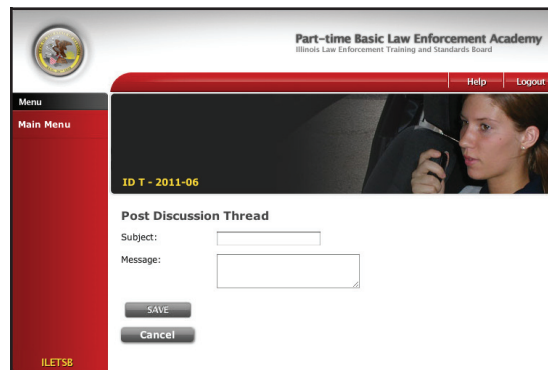 Part-time Basic Law Enforcement Academy
Illinois Law Enforcement Training and Standards Board
Help Logout
Menu
Main Menu
ID T - 2011-06
Post Discussion Thread
Subject:
Message:
SAVE
Cancel
ILETSB